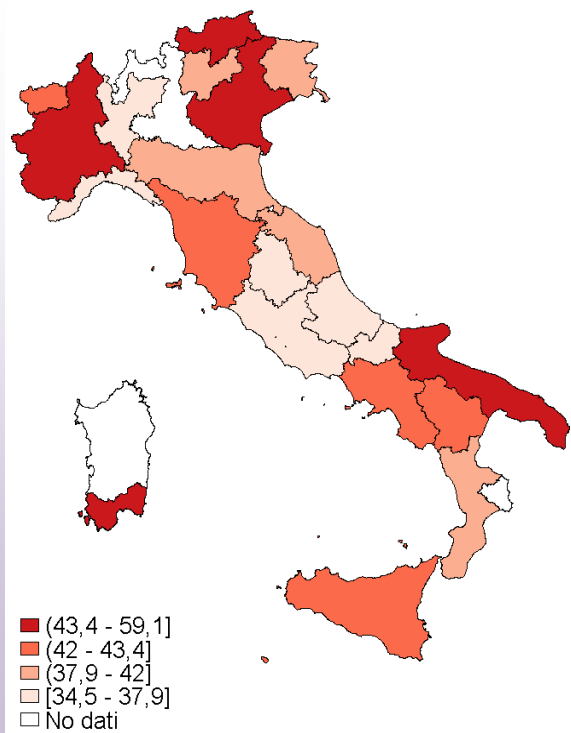 (43,4 - 59,1]
(42 - 43,4]
(37,9 - 42]
[34,5 - 37,9]
No dati